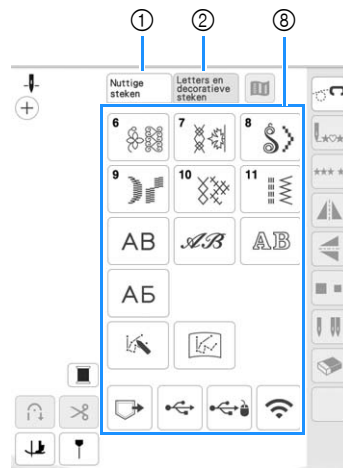 ① ② ⑧
Nuttige
steken
Letters en
decoratieve
steken
6 7 8
9 10 11
AB AB AB
АБ